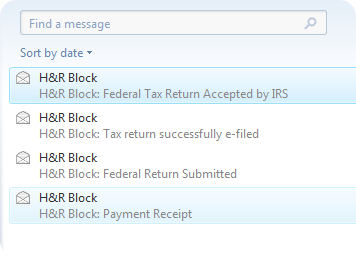 Find a message
Sort by date
H&R Block
H&R Block: Federal Tax Return Accepted by IRS
H&R Block
H&R Block: Tax return successfully e-filed
H&R Block
H&R Block: Federal Return Submitted
H&R Block
H&R Block: Payment Receipt